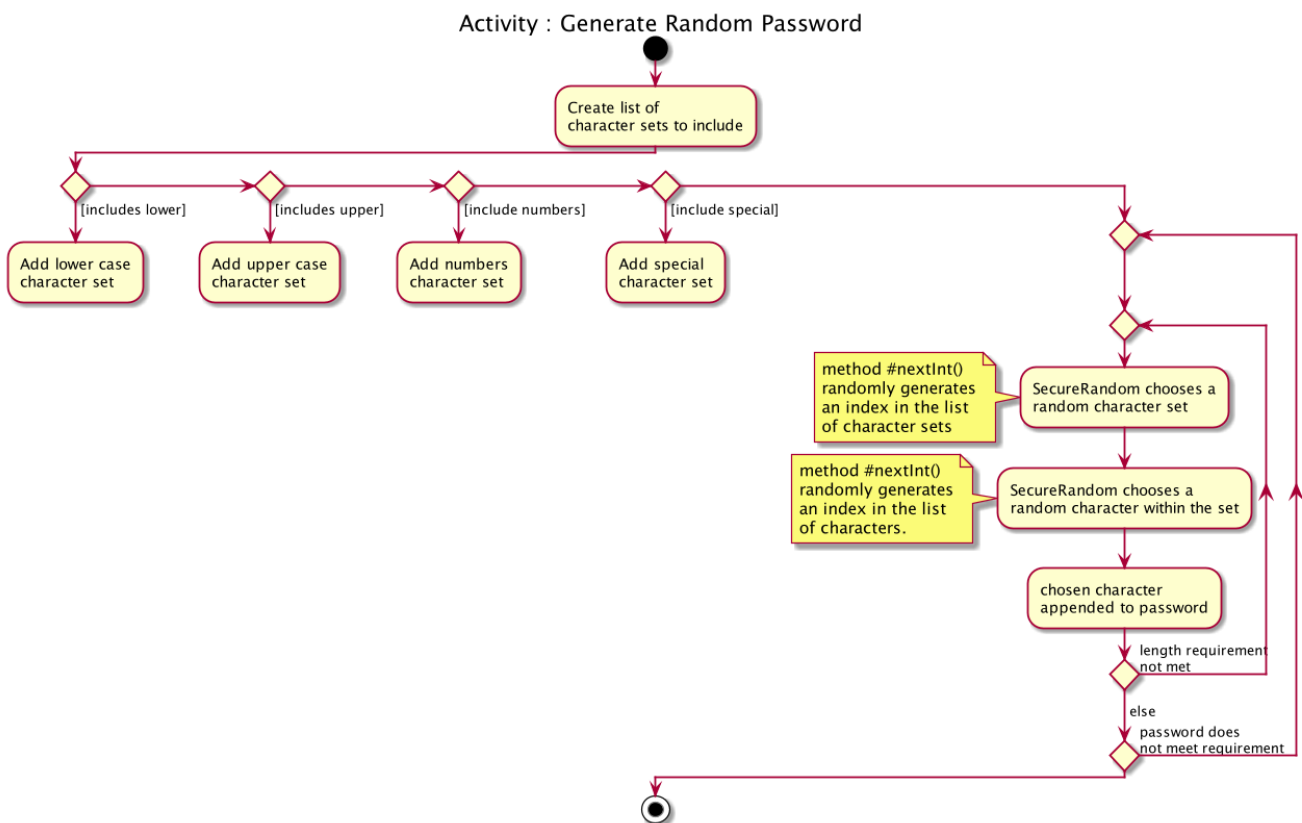 Activity : Generate Random Password
Create list of
character sets to include
[includes lower]
[includes upper]
[include numbers]
[include special]
Add lower case
character set
Add upper case
character set
Add numbers
character set
Add special
character set
method #nextInt()
randomly generates
an index in the list
of character sets
SecureRandom chooses a
random character set
method #nextInt()
randomly generates
an index in the list
of characters.
SecureRandom chooses a
random character within the set
chosen character
appended to password
length requirement
not met
else
password does
not meet requirement